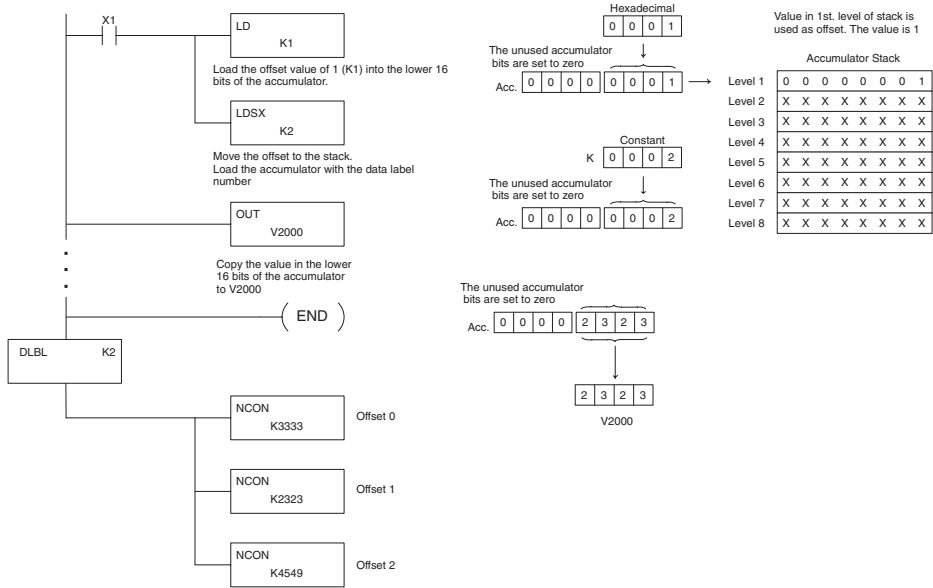 X1
LD
K1
Load the offset value of 1 (K1) into the lower 16
bits of the accumulator.
LDSX
K2
Move the offset to the stack.
Load the accumulator with the data label
number
OUT
V2000
Copy the value in the lower
16 bits of the accumulator
to V2000
END
DLBL K2
NCON
K3333
Offset 0
NCON
K2323
Offset 1
NCON
K4549
Offset 2
Hexadecimal
0 0 0 1
The unused accumulator
bits are set to zero
Acc. 0 0 0 0 0 0 0 1
Constant
K 0 0 0 2
The unused accumulator
bits are set to zero
Acc. 0 0 0 0 0 0 0 2
The unused accumulator
bits are set to zero
Acc. 0 0 0 0 2 3 2 3
2 3 2 3
V2000
Value in 1st. level of stack is
used as offset. The value is 1
Accumulator Stack
Level 1 0 0 0 0 0 0 0 1
Level 2 X X X X X X X X
Level 3 X X X X X X X X
Level 4 X X X X X X X X
Level 5 X X X X X X X X
Level 6 X X X X X X X X
Level 7 X X X X X X X X
Level 8 X X X X X X X X